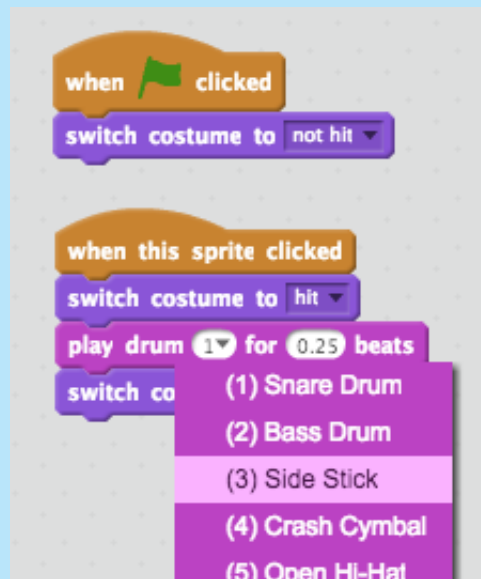 when clicked
switch costume to not hit
when this sprite clicked
switch costume to hit
play drum 1 for 0.25 beats
switch co
(1) Snare Drum
(2) Bass Drum
(3) Side Stick
(4) Crash Cymbal
(5) Open Hi-Hat